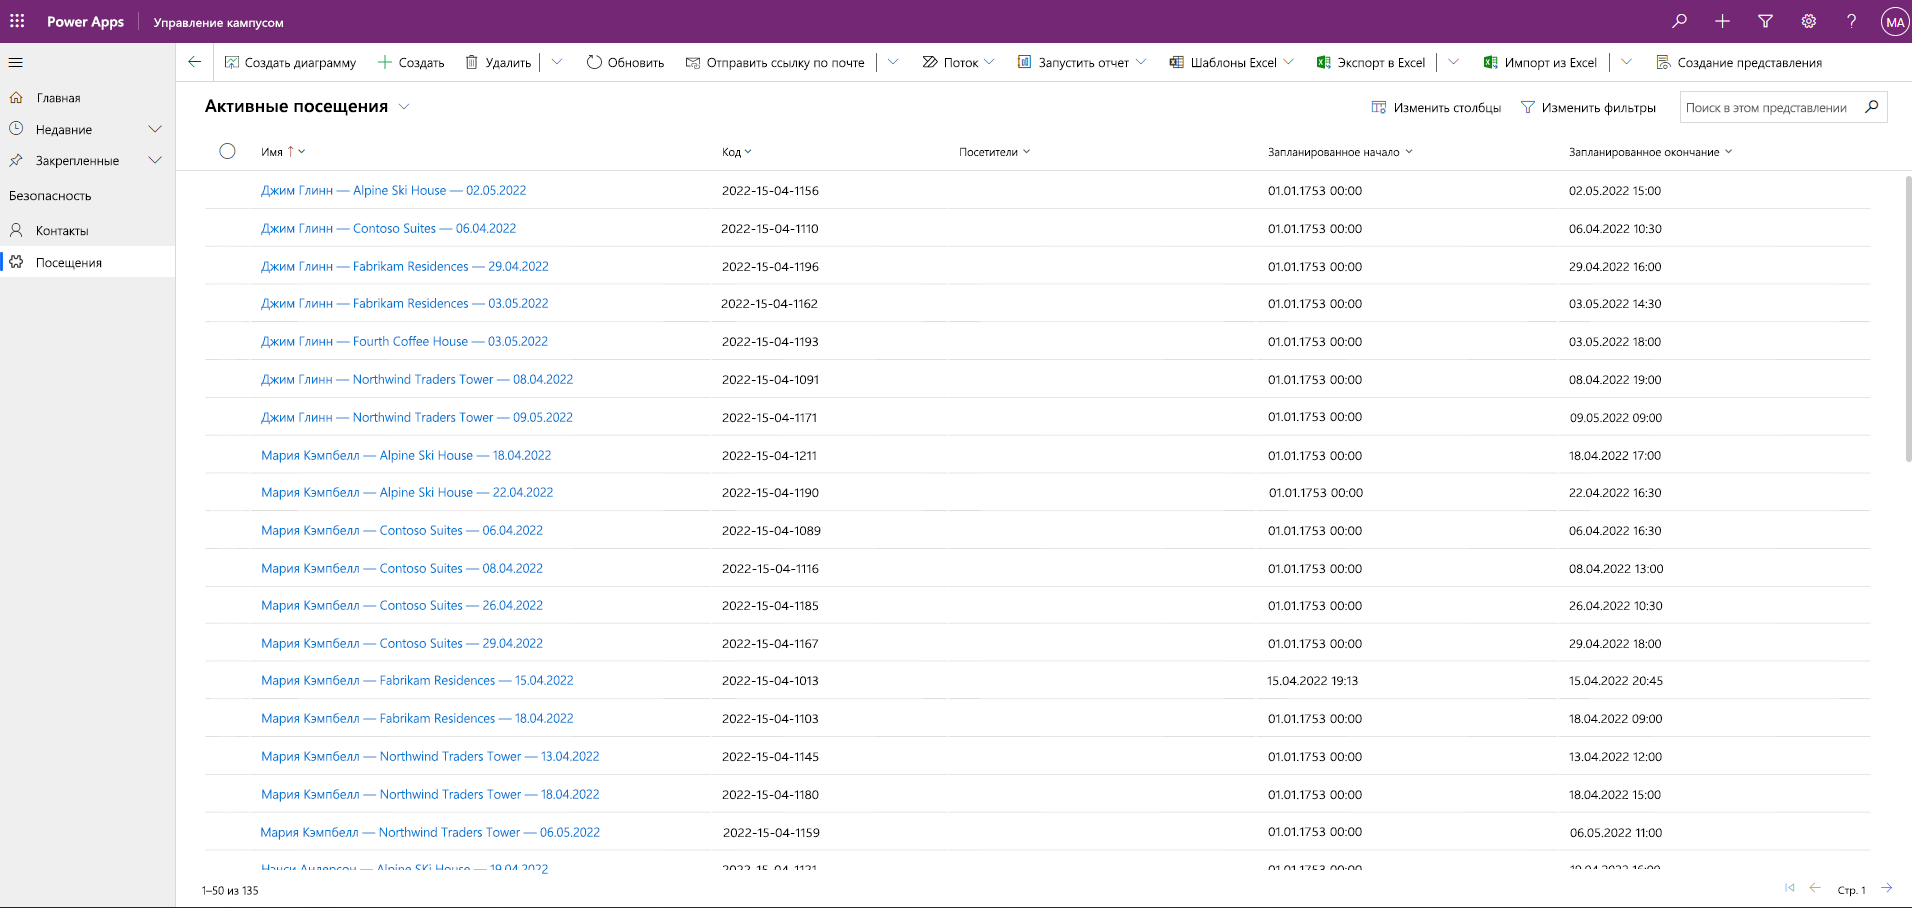 Power Apps Управление кампусом MA
Создать диаграмму Создать Удалить Обновить Отправить ссылку по почте Поток Запустить отчет Шаблоны Excel Экспорт в Excel Импорт из Excel Создание представления
Главная
Недавние
Закрепленные
Безопасность
Контакты
Посещения
Активные посещения Изменить столбцы Изменить фильтры Поиск в этом представлении
Имя Код Посетители Запланированное начало Запланированное окончание
Джим Глинн — Alpine Ski House — 02.05.2022 2022-15-04-1156 01.01.1753 00:00 02.05.2022 15:00
Джим Глинн — Contoso Suites — 06.04.2022 2022-15-04-1110 01.01.1753 00:00 06.04.2022 10:30
Джим Глинн — Fabrikam Residences — 29.04.2022 2022-15-04-1196 01.01.1753 00:00 29.04.2022 16:00
Джим Глинн — Fabrikam Residences — 03.05.2022 2022-15-04-1162 01.01.1753 00:00 03.05.2022 14:30
Джим Глинн — Fourth Coffee House — 03.05.2022 2022-15-04-1193 01.01.1753 00:00 03.05.2022 18:00
Джим Глинн — Northwind Traders Tower — 08.04.2022 2022-15-04-1091 01.01.1753 00:00 08.04.2022 19:00
Джим Глинн — Northwind Traders Tower — 09.05.2022 2022-15-04-1171 01.01.1753 00:00 09.05.2022 09:00
Мария Кэмпбелл — Alpine Ski House — 18.04.2022 2022-15-04-1211 01.01.1753 00:00 18.04.2022 17:00
Мария Кэмпбелл — Alpine Ski House — 22.04.2022 2022-15-04-1190 01.01.1753 00:00 22.04.2022 16:30
Мария Кэмпбелл — Contoso Suites — 06.04.2022 2022-15-04-1089 01.01.1753 00:00 06.04.2022 16:30
Мария Кэмпбелл — Contoso Suites — 08.04.2022 2022-15-04-1116 01.01.1753 00:00 08.04.2022 13:00
Мария Кэмпбелл — Contoso Suites — 26.04.2022 2022-15-04-1185 01.01.1753 00:00 26.04.2022 10:30
Мария Кэмпбелл — Contoso Suites — 29.04.2022 2022-15-04-1167 01.01.1753 00:00 29.04.2022 18:00
Мария Кэмпбелл — Fabrikam Residences — 15.04.2022 2022-15-04-1013 15.04.2022 19:13 15.04.2022 20:45
Мария Кэмпбелл — Fabrikam Residences — 18.04.2022 2022-15-04-1103 01.01.1753 00:00 18.04.2022 09:00
Мария Кэмпбелл — Northwind Traders Tower — 13.04.2022 2022-15-04-1145 01.01.1753 00:00 13.04.2022 12:00
Мария Кэмпбелл — Northwind Traders Tower — 18.04.2022 2022-15-04-1180 01.01.1753 00:00 18.04.2022 15:00
Мария Кэмпбелл — Northwind Traders Tower — 06.05.2022 2022-15-04-1159 01.01.1753 00:00 06.05.2022 11:00
Нэнси Андерсон — Alpine SKi House — 19.04.2022 2022-15-04-1121 01.01.1753 00:00 19.04.2022 16:00
1–50 из 135 Стр. 1